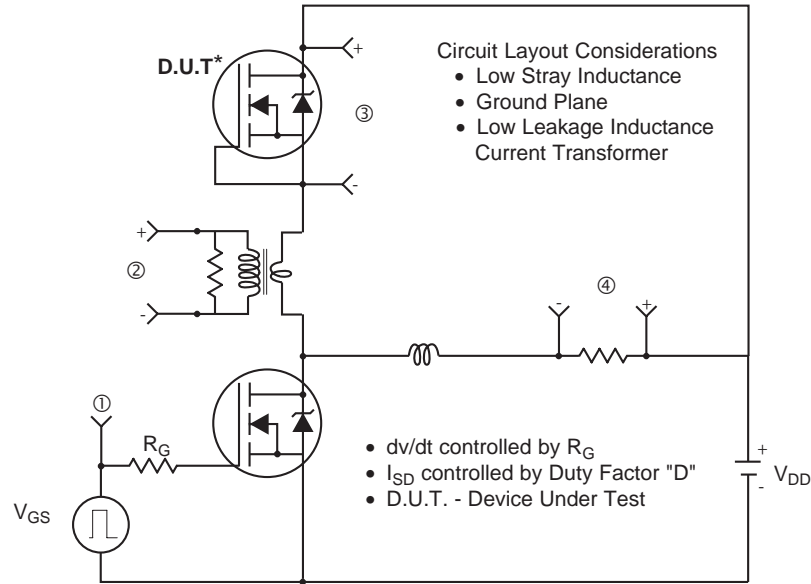 D.U.T*
+
③
-
Circuit Layout Considerations
• Low Stray Inductance
• Ground Plane
• Low Leakage Inductance
Current Transformer
+
②
-
④
-
+
①
R_G
V_GS
• dv/dt controlled by R_G
• I_SD controlled by Duty Factor "D"
• D.U.T. - Device Under Test
+
-
V_DD